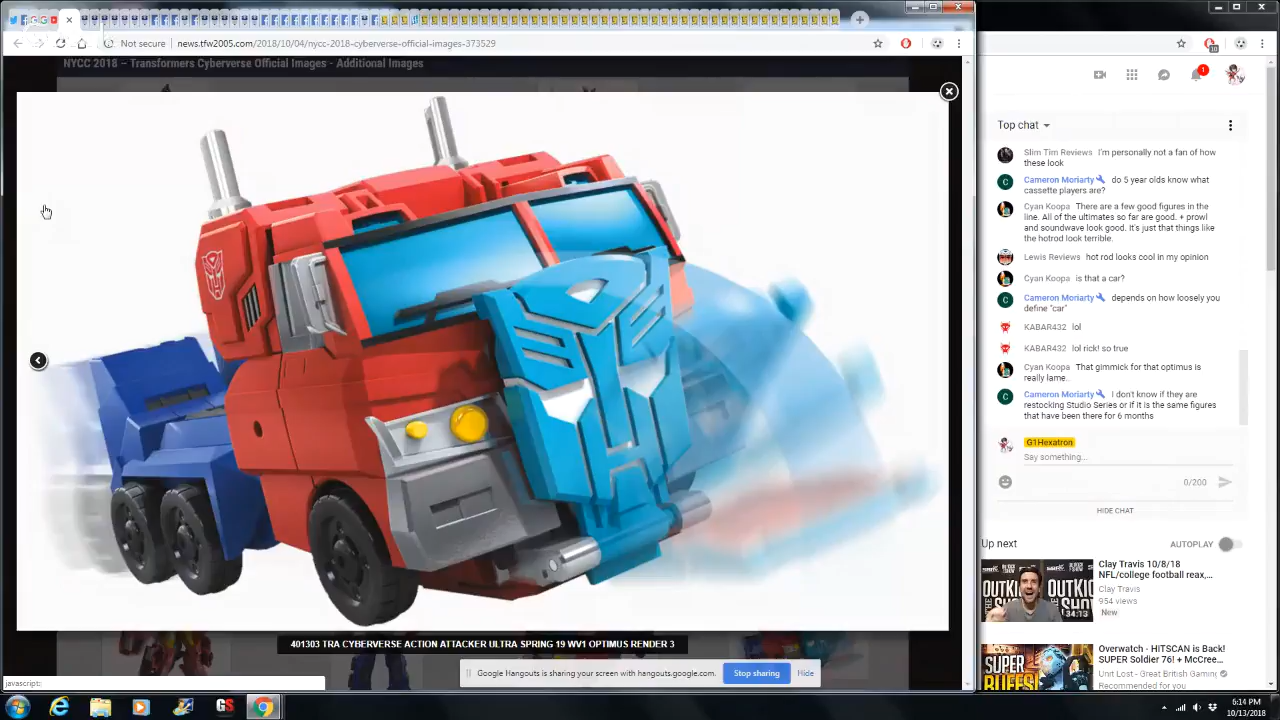 Not secure | news.tfw2005.com/2018/10/04/nycc-2018-cyberverse-official-images-373529
NYCC 2018 – Transformers Cyberverse Official Images - Additional Images
401303 TRA CYBERVERSE ACTION ATTACKER ULTRA SPRING 19 WV1 OPTIMUS RENDER 3
Google Hangouts is sharing your screen with hangouts.google.com.
Stop sharing
Hide
javascript:
10
1
Top chat
Slim Tim Reviews I'm personally not a fan of how
these look
Cameron Moriarty do 5 year olds know what
cassette players are?
Cyan Koopa There are a few good figures in the
line. All of the ultimates so far are good. + prowl
and soundwave look good. It's just that things like
the hotrod look terrible.
Lewis Reviews hot rod looks cool in my opinion
Cyan Koopa is that a car?
Cameron Moriarty depends on how loosely you
define "car"
KABAR432 lol
KABAR432 lol rick! so true
Cyan Koopa That gimmick for that optimus is
really lame..
Cameron Moriarty I don't know if they are
restocking Studio Series or if it is the same figures
that have been there for 6 months
G1Hexatron
Say something...
0/200
HIDE CHAT
Up next
AUTOPLAY
OUTKICK
THE SHOW
34:13
Clay Travis 10/8/18
NFL/college football reax,...
Clay Travis
954 views
New
SUPER
BUFFS!
Overwatch - HITSCAN is Back!
SUPER Soldier 76! + McCree...
Unit Lost - Great British Gaming
Recommended for you
GS
6:14 PM
10/13/2018